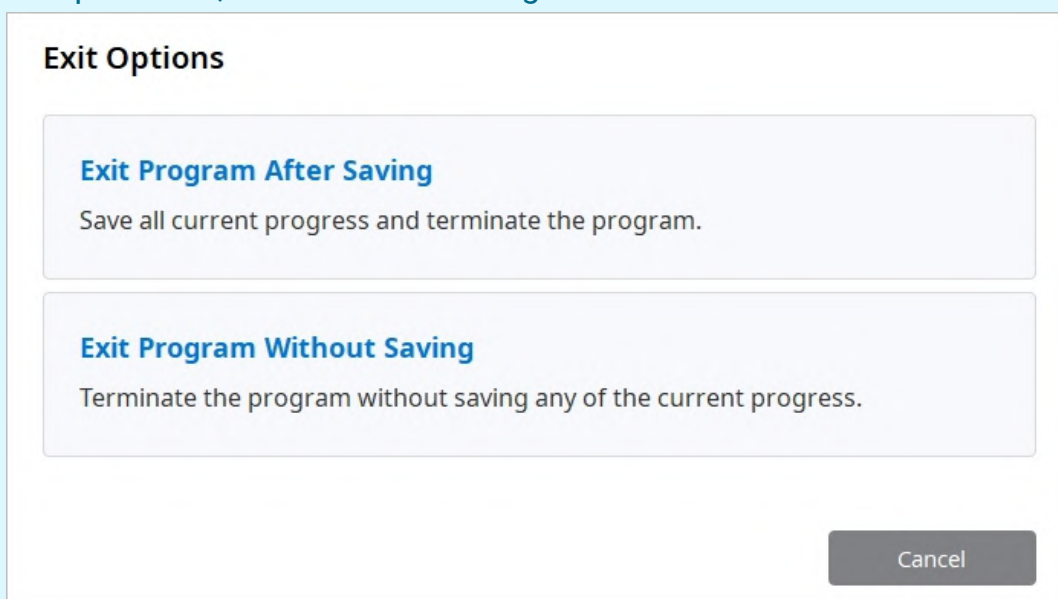 Exit Options
Exit Program After Saving
Save all current progress and terminate the program.
Exit Program Without Saving
Terminate the program without saving any of the current progress.
Cancel